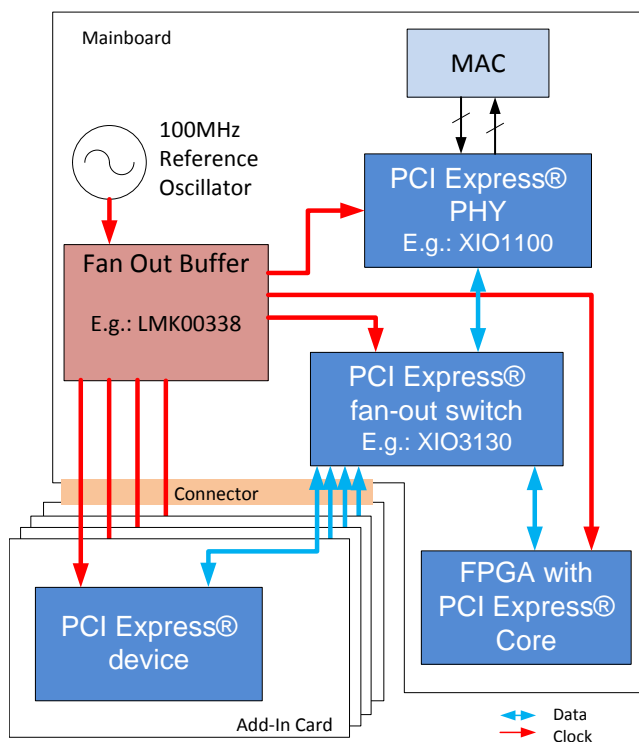 Mainboard
MAC
100MHz
Reference
Oscillator
PCI Express®
PHY
E.g.: XIO1100
Fan Out Buffer
E.g.: LMK00338
PCI Express®
fan-out switch
E.g.: XIO3130
Connector
FPGA with
PCI Express®
Core
PCI Express®
device
Add-In Card
Data
Clock